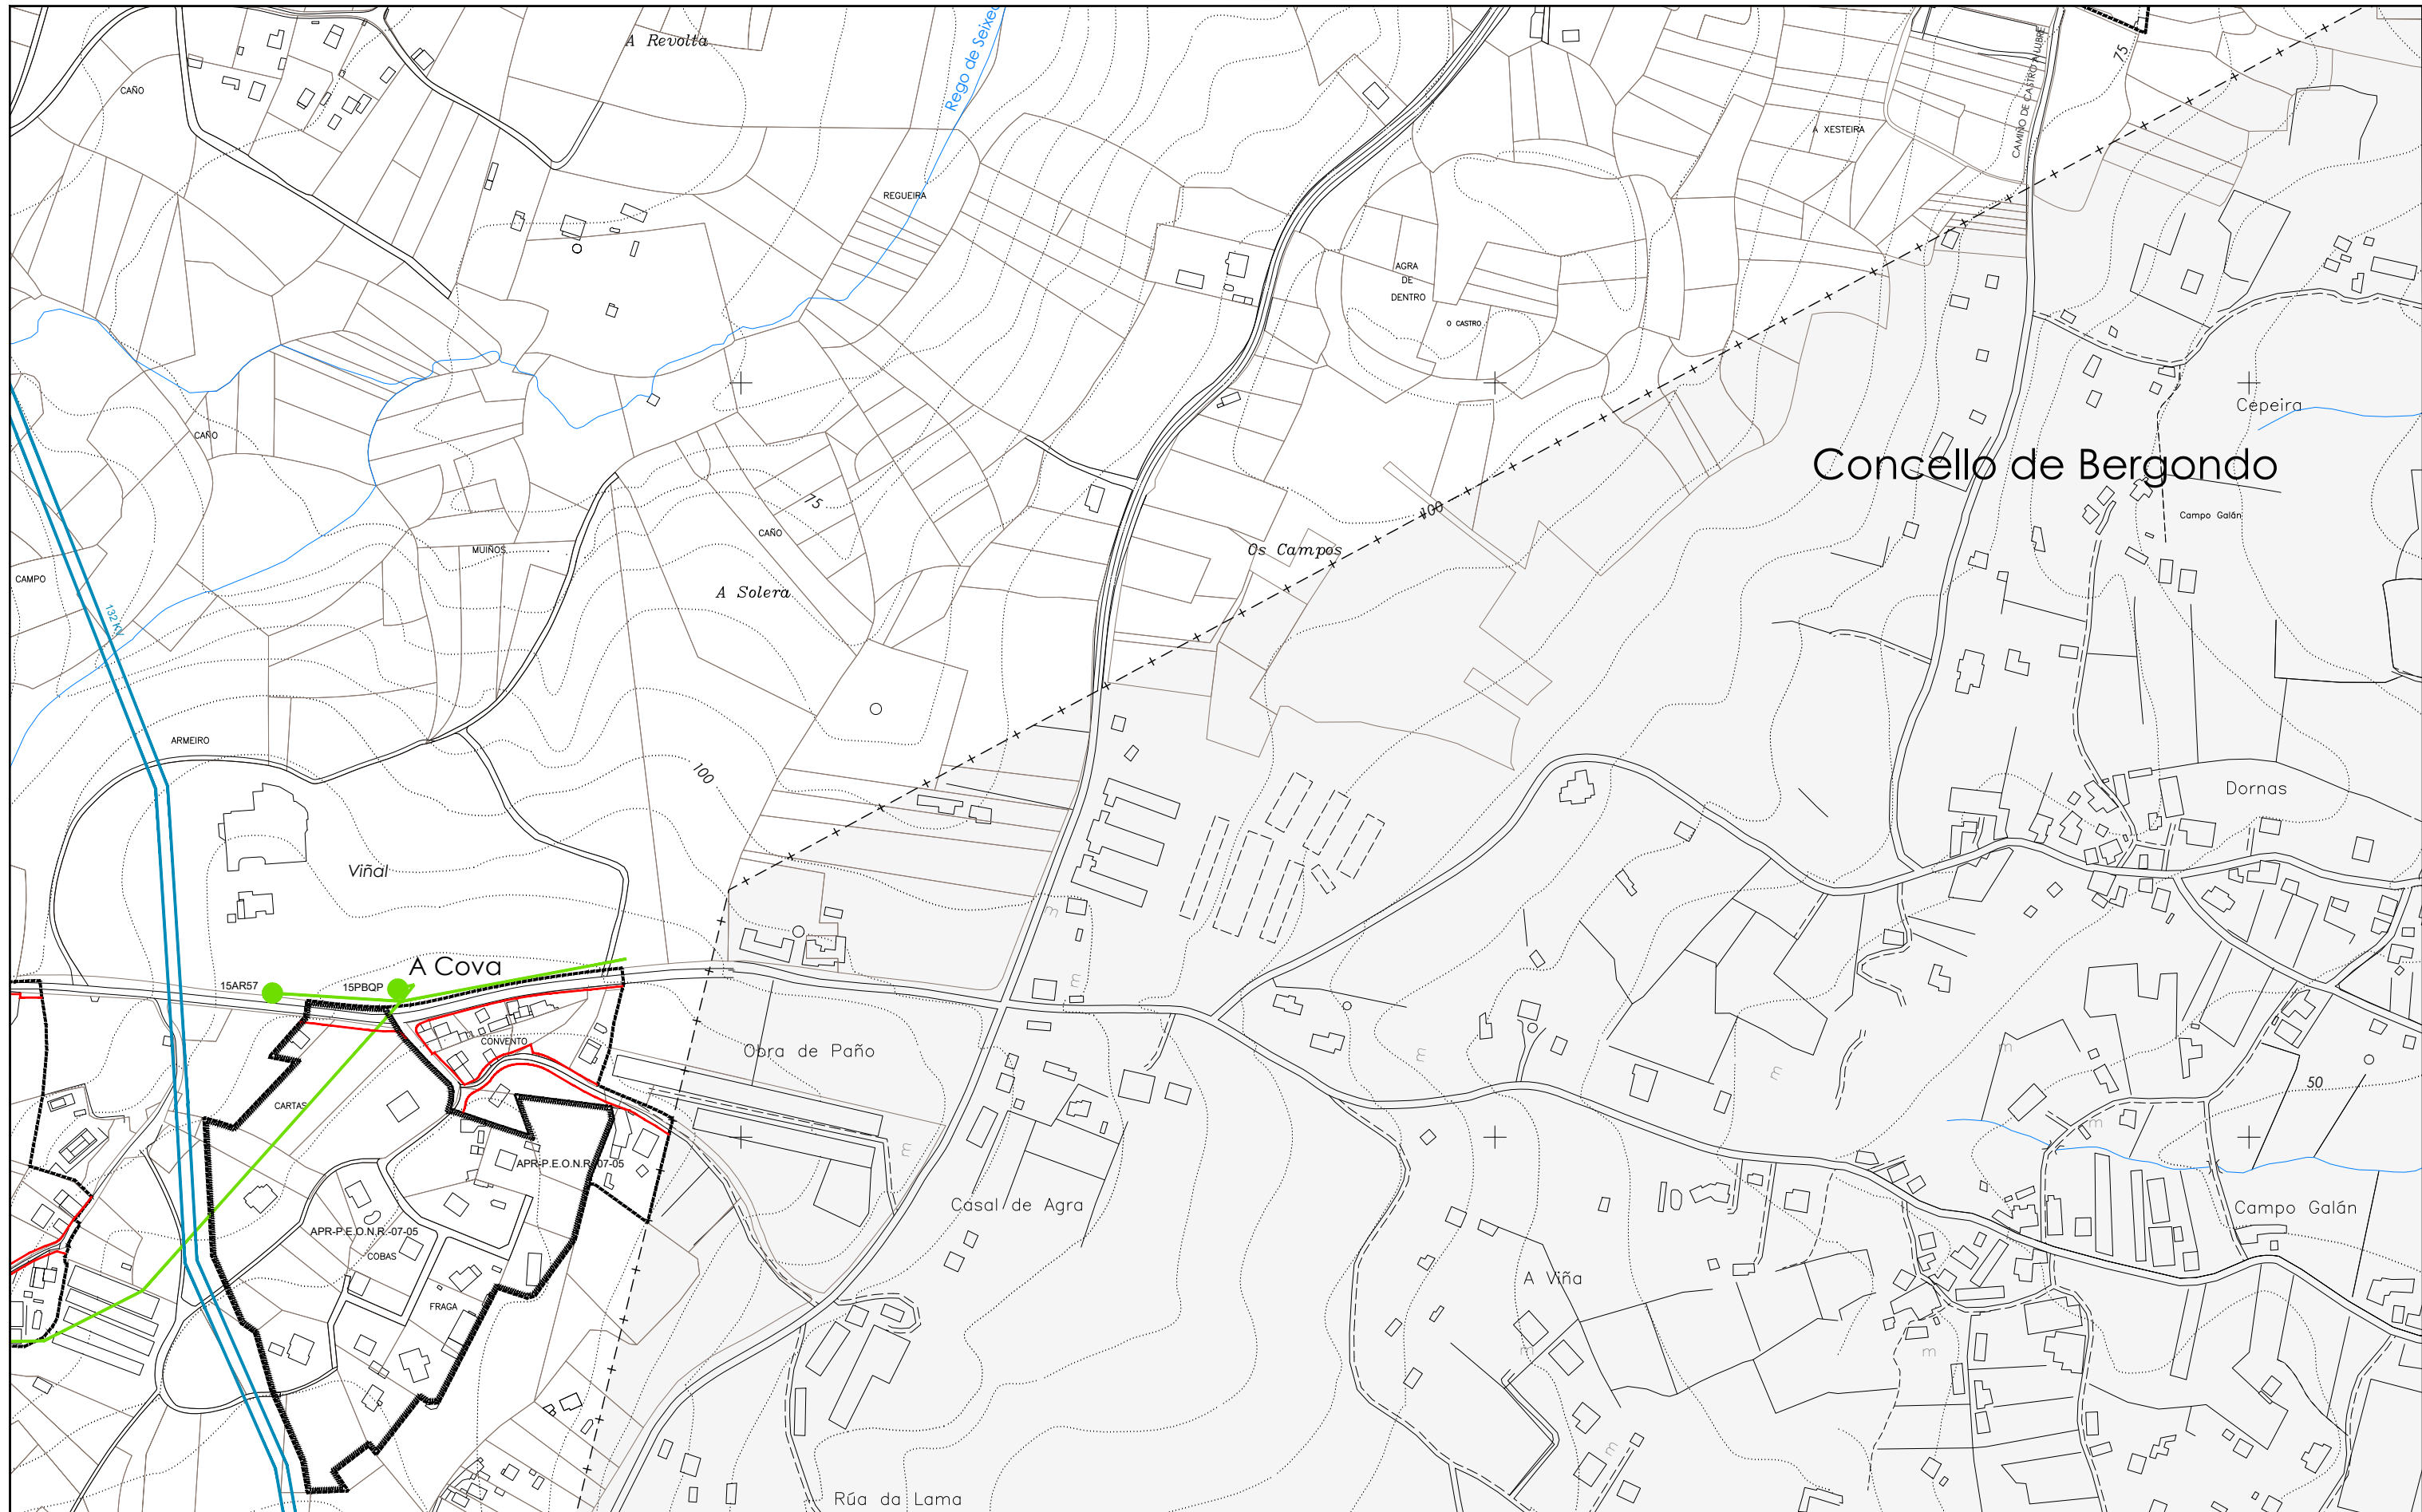 A Revolta
Rego de Seixe
CAÑO
75
CAMIÑO DE CASTRO A LUBRE
A XESTEIRA
REGUEIRA
AGRA
DE
DENTRO
O CASTRO
Cepeira
CAÑO
Concello de Bergondo
75
100
Campo Galán
CAÑO
MUIÑOS
Os Campos
CAMPO
A Solera
132 KV
ARMEIRO
100
Dornas
Viñal
m
A Cova
15AR57
15PBQP
m
CONVENTO
Obra de Paño
m
m
m
50
CARTAS
m
m
APR-P.E.O.N.R.-07-05
Casal de Agra
Campo Galán
APR-P.E.O.N.R.-07-05
COBAS
A Viña
FRAGA
m
m
m
Rúa da Lama